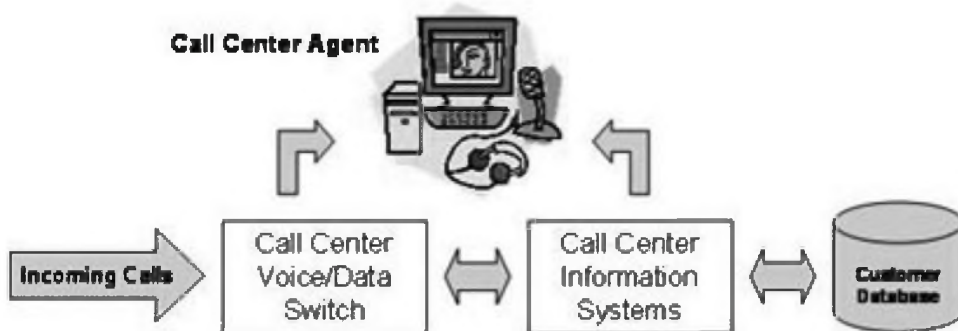 Call Center Agent
Incoming Calls
Call Center
Voice/Data
Switch
Call Center
Information
Systems
Customer
Database